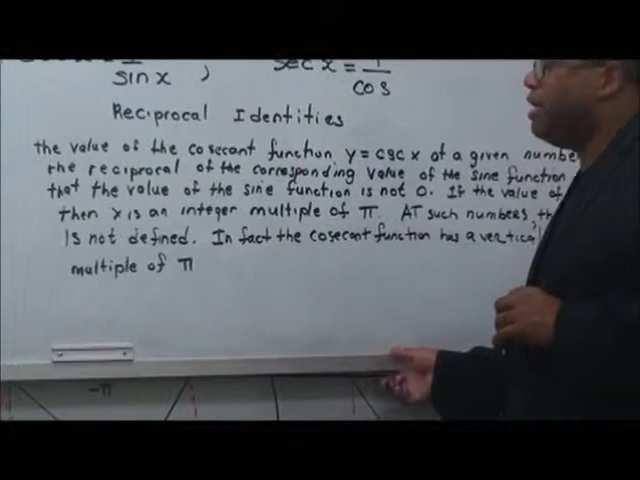 sin x , sec x = 1/cos
Reciprocal Identities
the value of the cosecant function y = csc x at a given number
the reciprocal of the corresponding value of the sine function
that the value of the sine function is not 0. If the value of
then x is an integer multiple of π. AT such numbers, th
is not defined. In fact the cosecant function has a vertical
multiple of π
-π